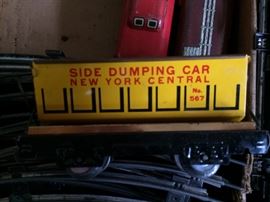 SIDE DUMPING CAR
NEW YORK CENTRAL
No.
567